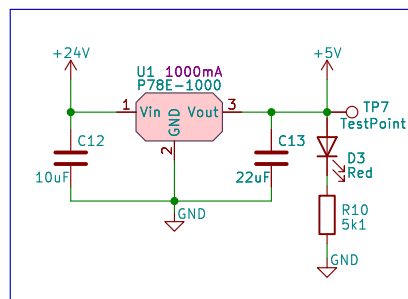 +24V
U1 1000mA
P78E-1000
+5V
1
Vin
Vout
3
GND
2
TP7
TestPoint
C12
10uF
C13
22uF
D3
Red
GND
R10
5k1
GND